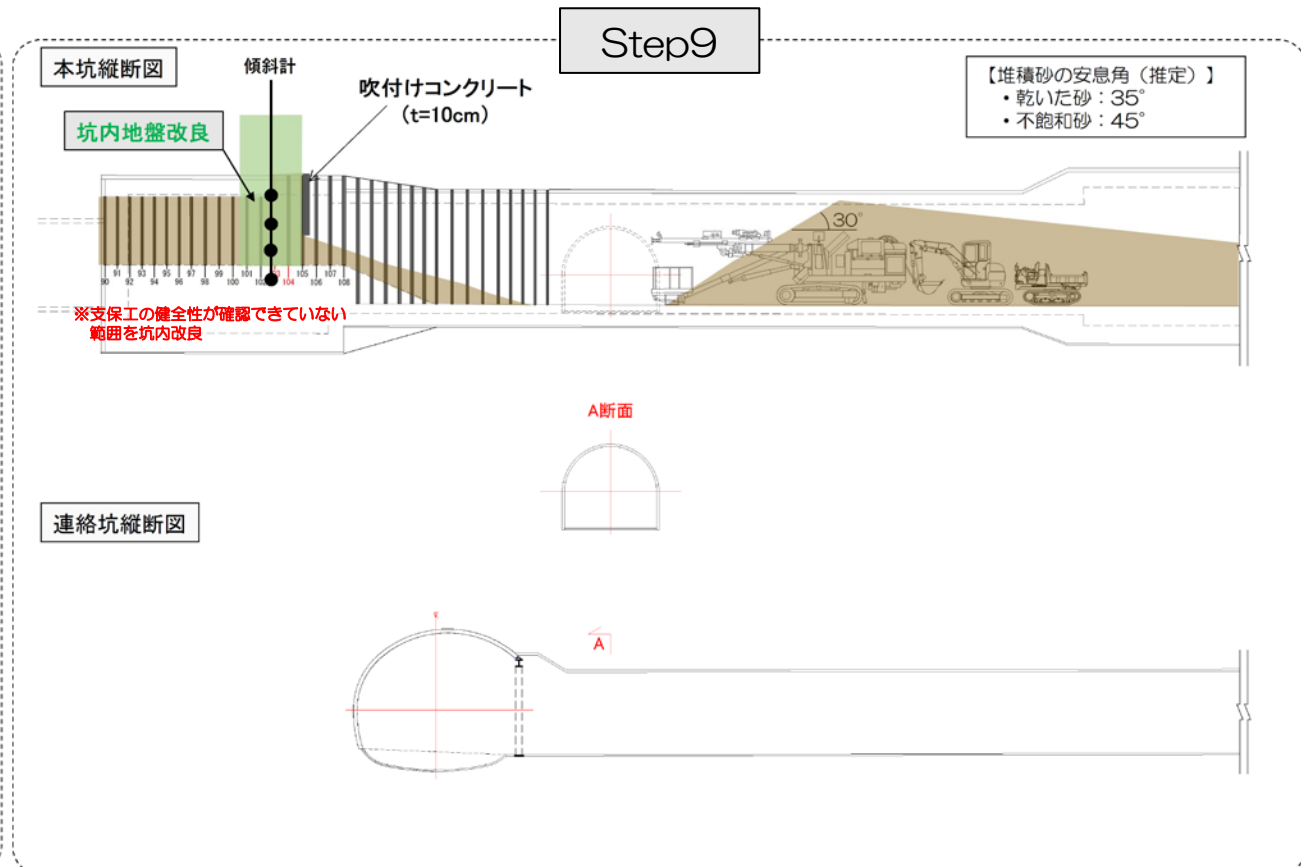 Step9
本坑縦断図
傾斜計
吹付けコンクリート
(t=10cm)
【堆積砂の安息角（推定）】
・乾いた砂：35°
・不飽和砂：45°
坑内地盤改良
30°
90 91 92 93 94 95 96 97 98 99 100 101 102 104 105 106 107 108
※支保工の健全性が確認できていない
範囲を坑内改良
A断面
連絡坑縦断図
A